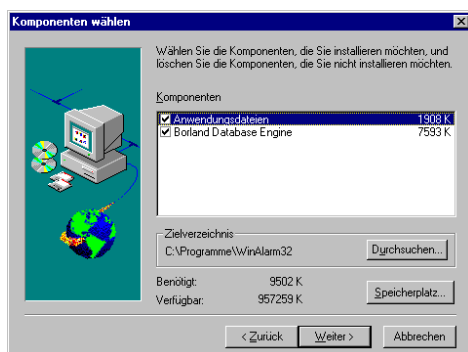 Komponenten wählen
Wählen Sie die Komponenten, die Sie installieren möchten, und
löschen Sie die Komponenten, die Sie nicht installieren möchten.
Komponenten
Anwendungsdateien 1908 K
Borland Database Engine 7593 K
Zielverzeichnis
C:\Programme\WinAlarm32
Durchsuchen...
Benötigt: 9502 K
Verfügbar: 957259 K
Speicherplatz...
< Zurück Weiter > Abbrechen